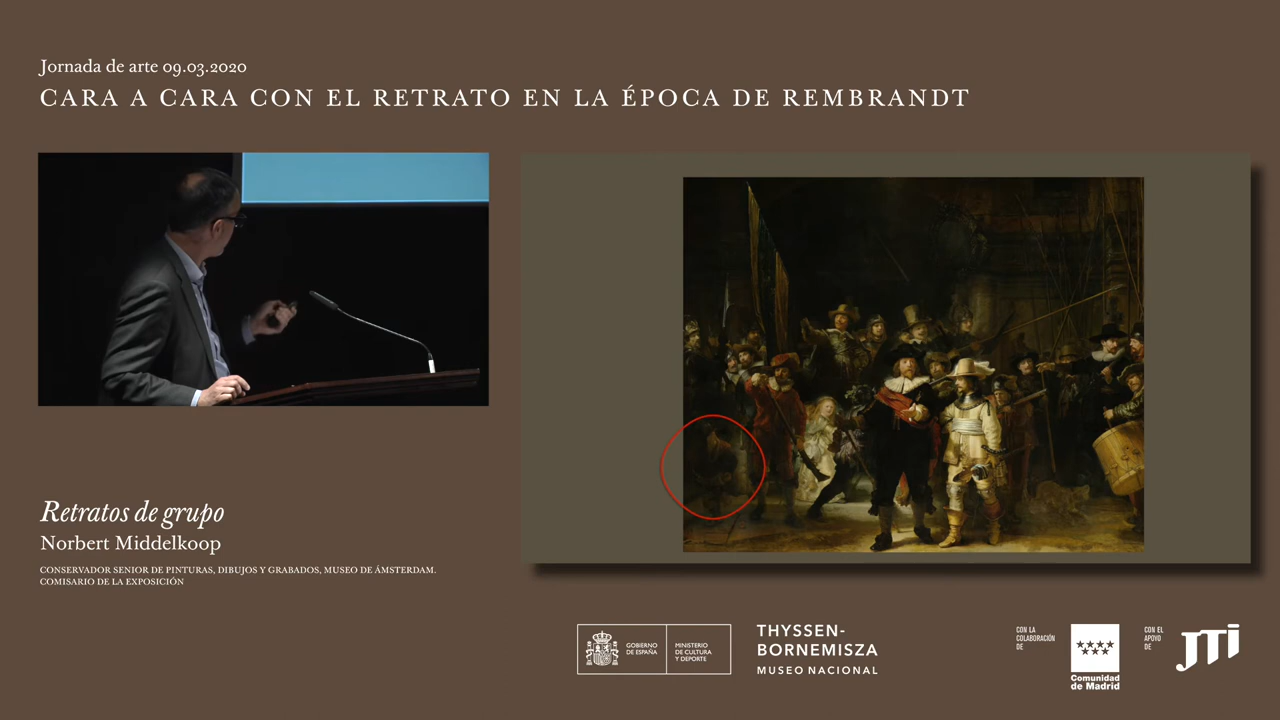 Jornada de arte 09.03.2020
CARA A CARA CON EL RETRATO EN LA ÉPOCA DE REMBRANDT
Retratos de grupo
Norbert Middelkoop
CONSERVADOR SENIOR DE PINTURAS, DIBUJOS Y GRABADOS, MUSEO DE ÁMSTERDAM.
COMISARIO DE LA EXPOSICIÓN
GOBIERNO
DE ESPAÑA
MINISTERIO
DE CULTURA
Y DEPORTE
THYSSEN-
BORNEMISZA
MUSEO NACIONAL
CON LA
COLABORACIÓN
DE
Comunidad
de Madrid
CON EL
APOYO
DE
JTi